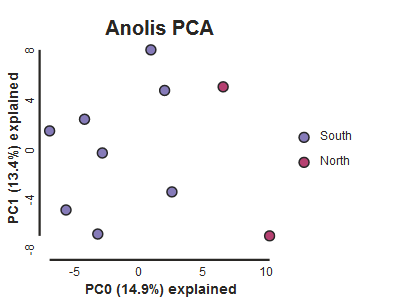 Anolis PCA
PC1 (13.4%) explained
8
4
0
-4
-8
-5
0
5
10
PC0 (14.9%) explained
South
North